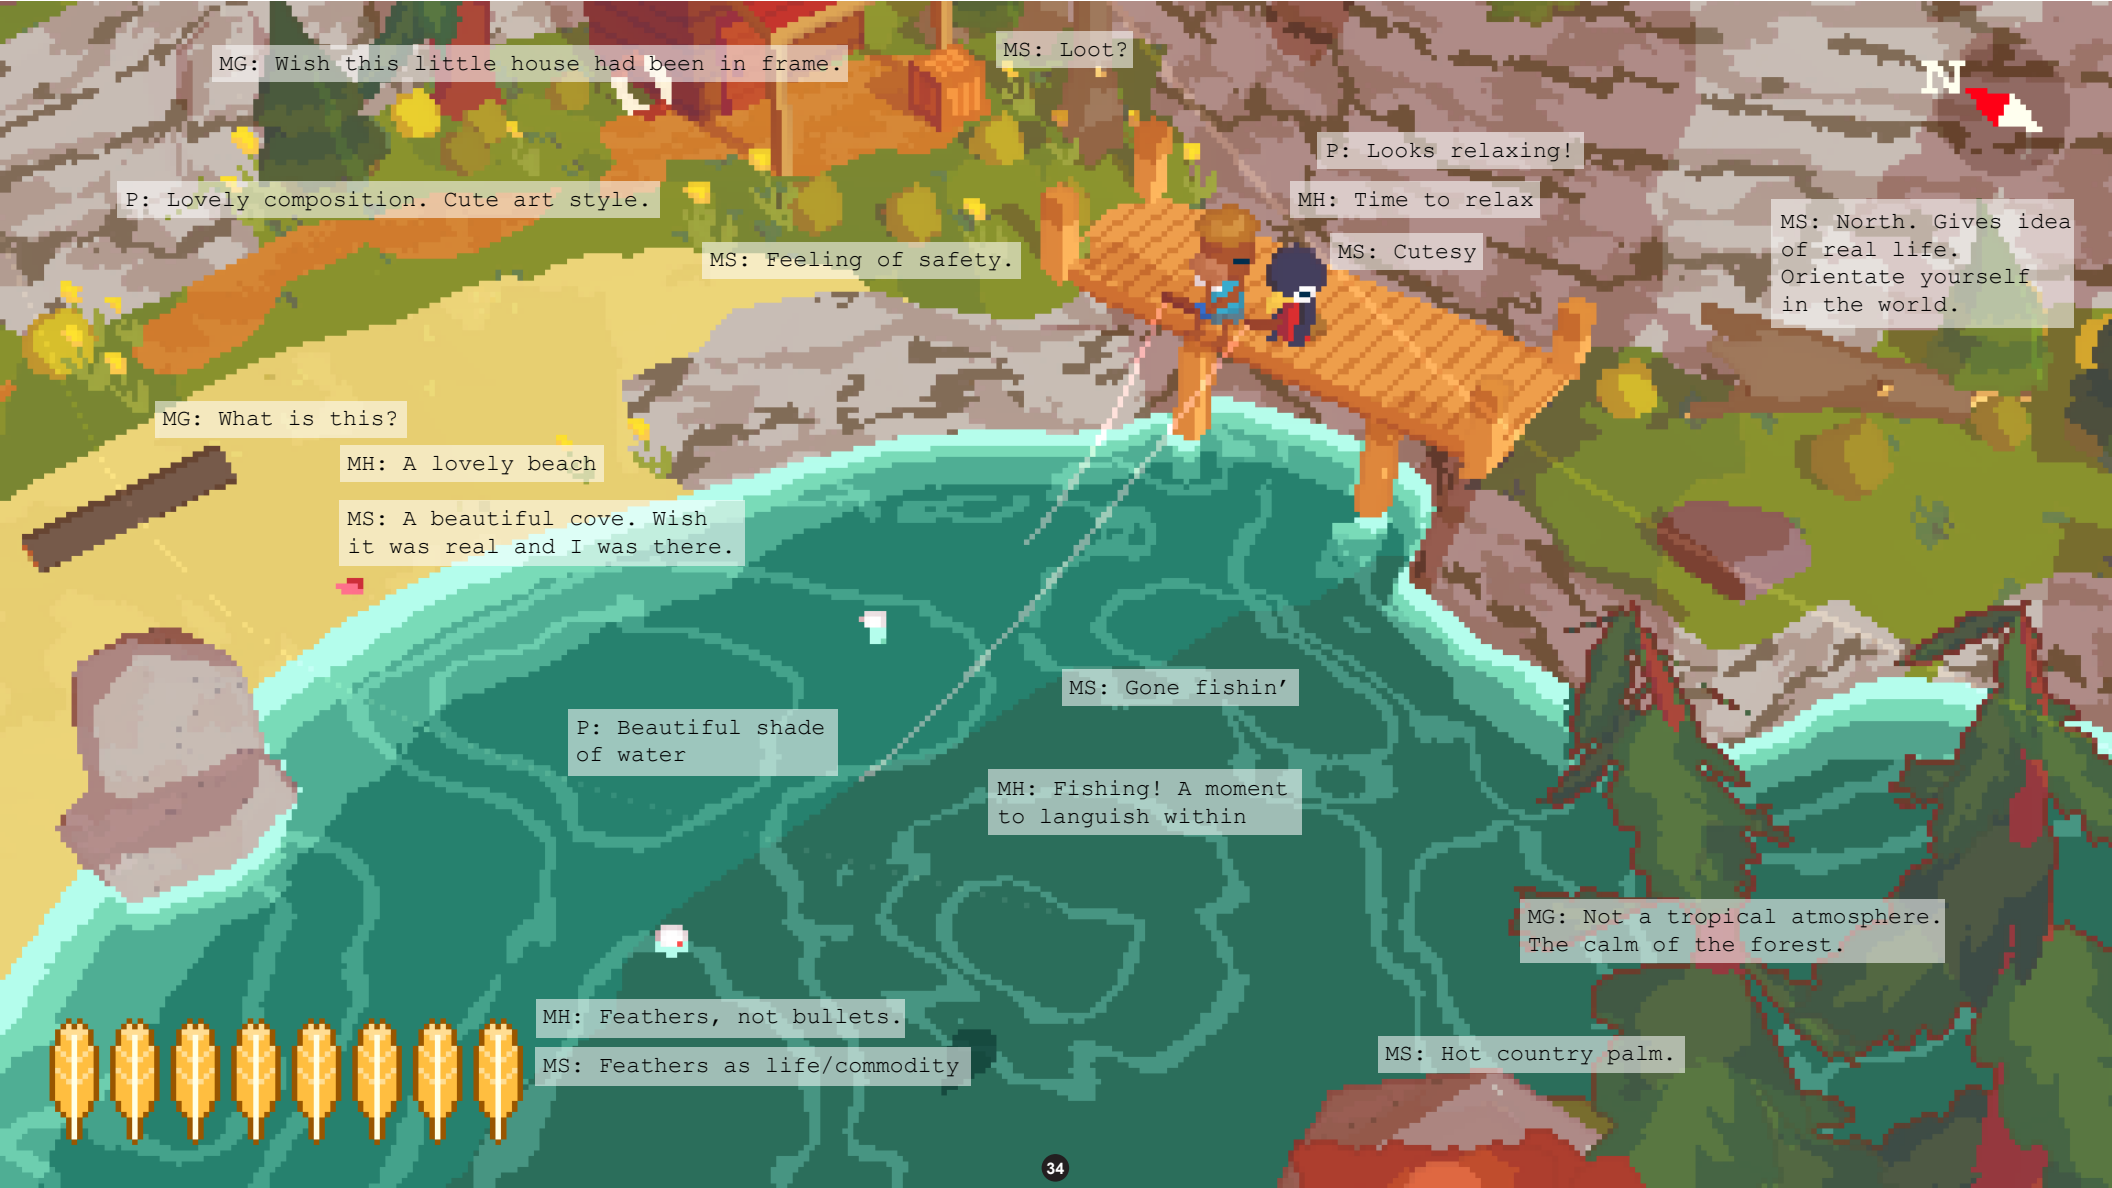 MG: Wish this little house had been in frame.
MS: Loot?
N
P: Looks relaxing!
P: Lovely composition. Cute art style.
MH: Time to relax
MS: North. Gives idea
of real life.
Orientate yourself
in the world.
MS: Feeling of safety.
MS: Cutesy
MG: What is this?
MH: A lovely beach
MS: A beautiful cove. Wish
it was real and I was there.
MS: Gone fishin’
P: Beautiful shade
of water
MH: Fishing! A moment
to languish within
MG: Not a tropical atmosphere.
The calm of the forest.
MH: Feathers, not bullets.
MS: Hot country palm.
MS: Feathers as life/commodity
34